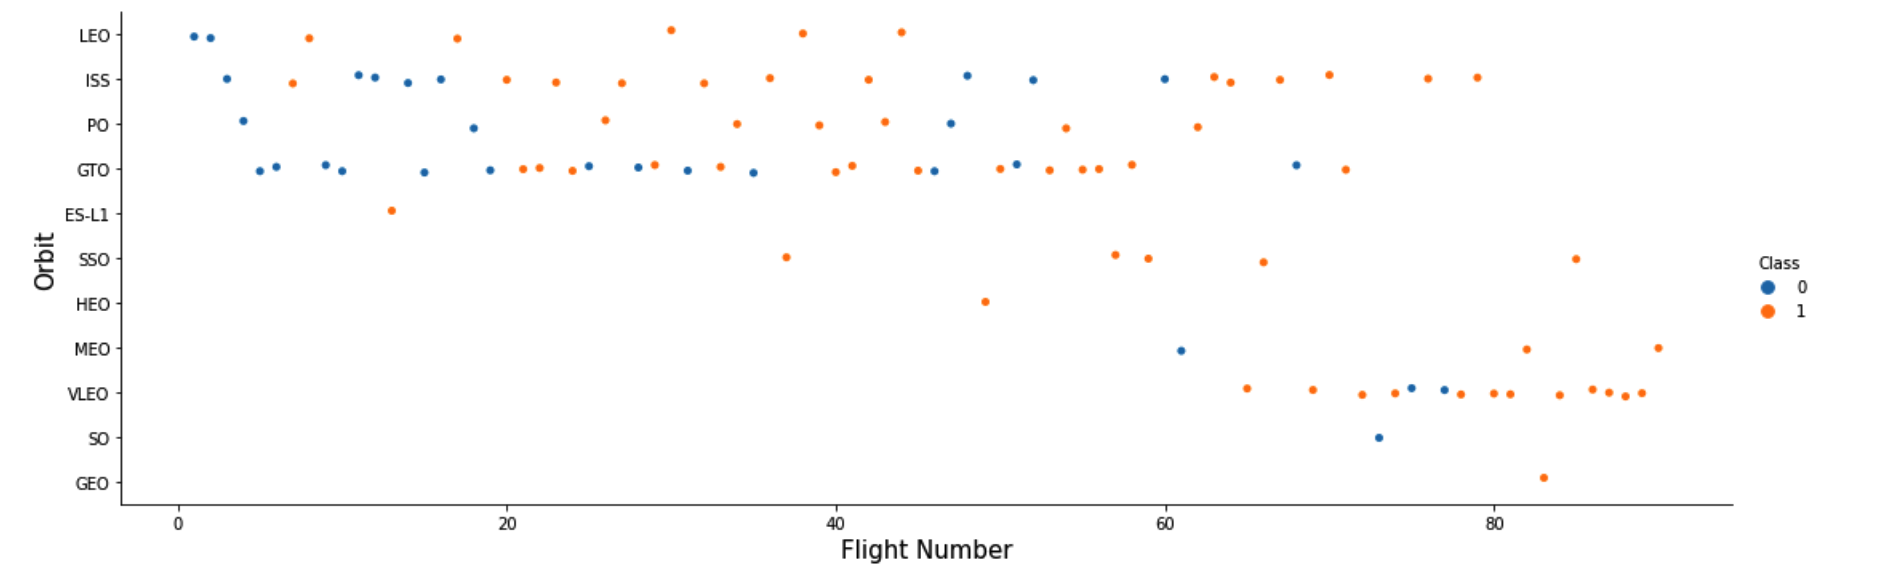 LEO
ISS
PO
GTO
ES-L1
SSO
HEO
MEO
VLEO
SO
GEO
Orbit
0 20 40 60 80
Flight Number
Class
0
1